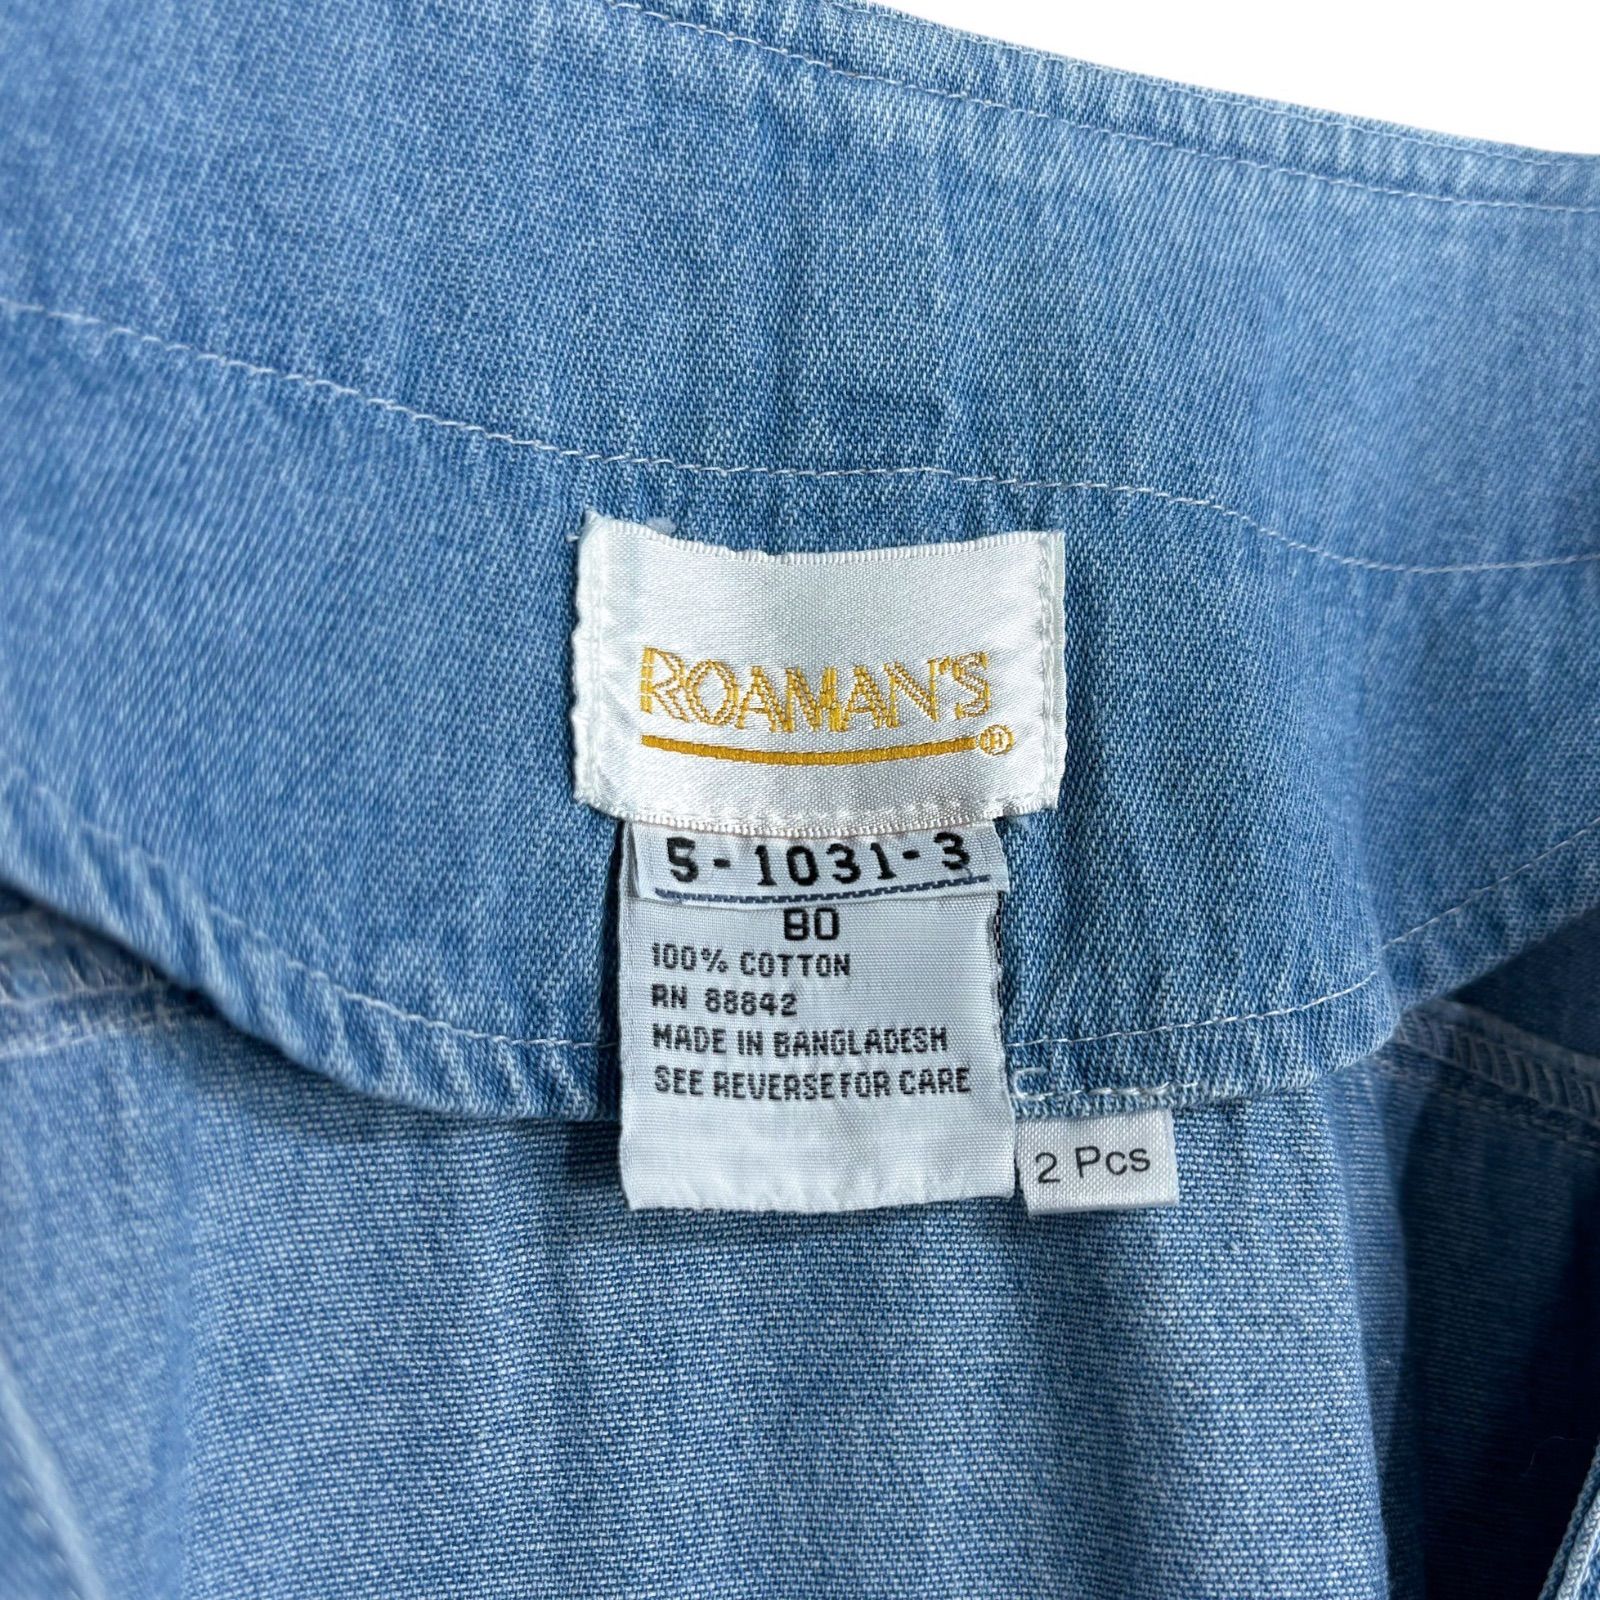 ROAMAN'S ®
5-1031-3
80
100% COTTON
RN 88842
MADE IN BANGLADESH
SEE REVERSE FOR CARE
2 Pcs